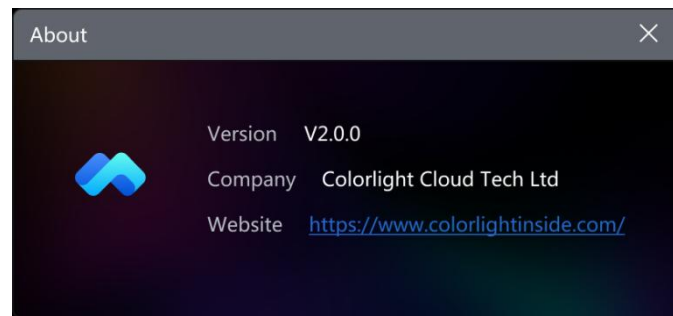 About
Version V2.0.0
Company Colorlight Cloud Tech Ltd
Website https://www.colorlightinside.com/